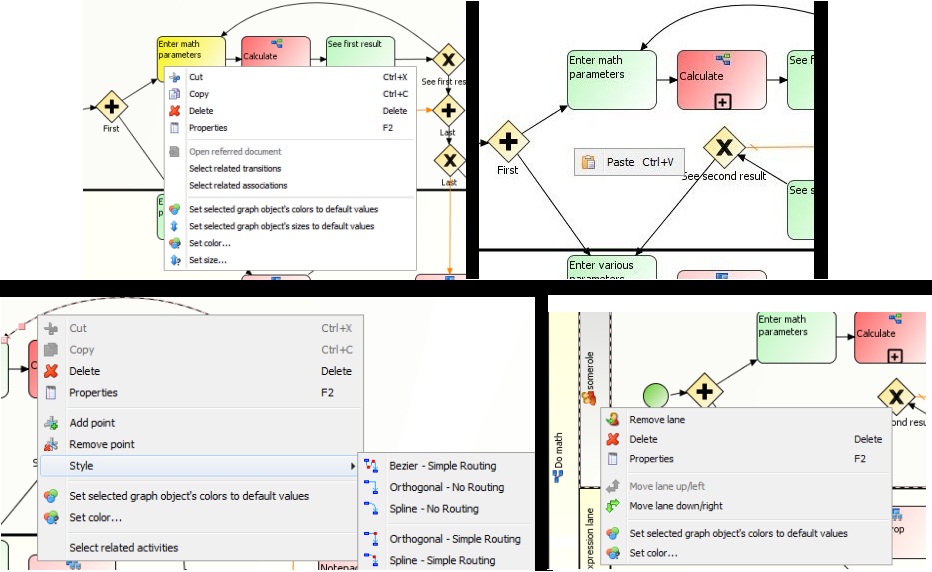 Enter math
parameters
Calculate
See first result
See first res
First
Last
Last
E
p
Cut Ctrl+X
Copy Ctrl+C
Delete Delete
Properties F2
Open referred document
Select related transitions
Select related associations
Set selected graph object's colors to default values
Set selected graph object's sizes to default values
Set color...
Set size...
Enter math
parameters
Calculate
See f
First
Paste Ctrl+V
See second result
See s
Enter various
parameters
C
S
Cut Ctrl+X
Copy Ctrl+C
Delete Delete
Properties F2
Add point
Remove point
Style
Set selected graph object's colors to default values
Set color...
Select related activities
Bezier - Simple Routing
Orthogonal - No Routing
Spline - No Routing
Orthogonal - Simple Routing
Spline - Simple Routing
Notepa
Do math
somerole
expression lane
Enter math
parameters
Calculate
ond resu
rop
Remove lane
Delete Delete
Properties F2
Move lane up/left
Move lane down/right
Set selected graph object's colors to default values
Set color...